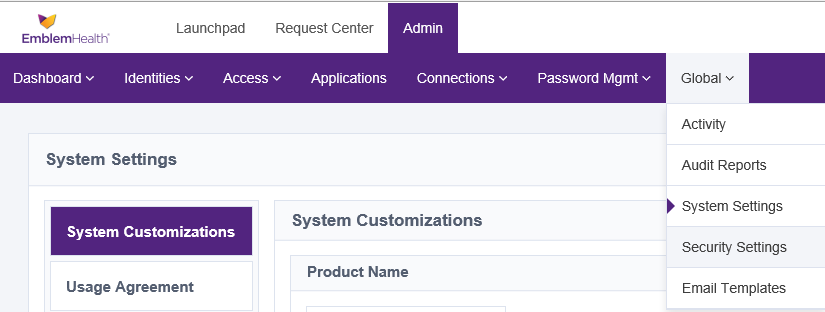 EmblemHealth
Launchpad Request Center Admin
Dashboard Identities Access Applications Connections Password Mgmt Global
Activity
Audit Reports
System Settings
Security Settings
Email Templates
System Settings
System Customizations
Usage Agreement
System Customizations
Product Name